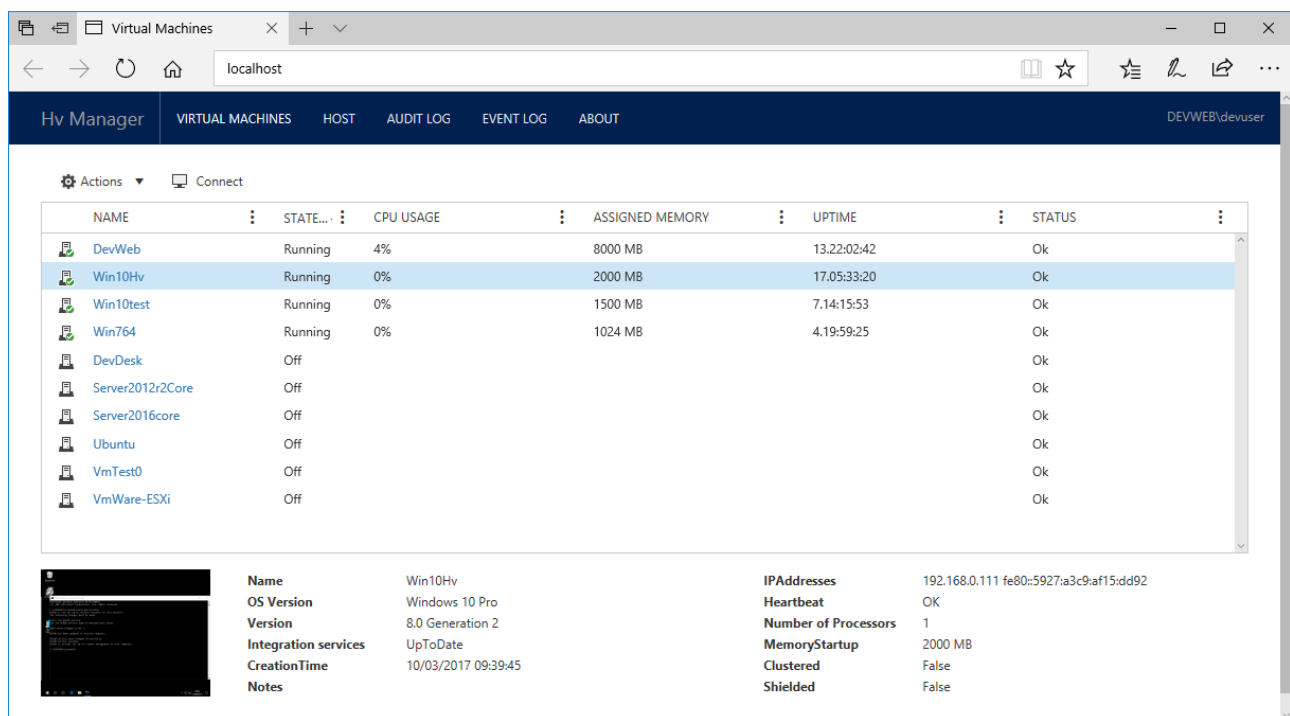 Virtual Machines
localhost
Hv Manager VIRTUAL MACHINES HOST AUDIT LOG EVENT LOG ABOUT DEVWEB\devuser
Actions Connect
NAME STATE... CPU USAGE ASSIGNED MEMORY UPTIME STATUS
DevWeb Running 4% 8000 MB 13.22:02:42 Ok
Win10Hv Running 0% 2000 MB 17.05:33:20 Ok
Win10test Running 0% 1500 MB 7.14:15:53 Ok
Win764 Running 0% 1024 MB 4.19:59:25 Ok
DevDesk Off Ok
Server2012r2Core Off Ok
Server2016core Off Ok
Ubuntu Off Ok
VmTest0 Off Ok
VmWare-ESXi Off Ok
Name Win10Hv IPAddresses 192.168.0.111 fe80::5927:a3c9:af15:dd92
OS Version Windows 10 Pro Heartbeat OK
Version 8.0 Generation 2 Number of Processors 1
Integration services UpToDate MemoryStartup 2000 MB
CreationTime 10/03/2017 09:39:45 Clustered False
Notes Shielded False